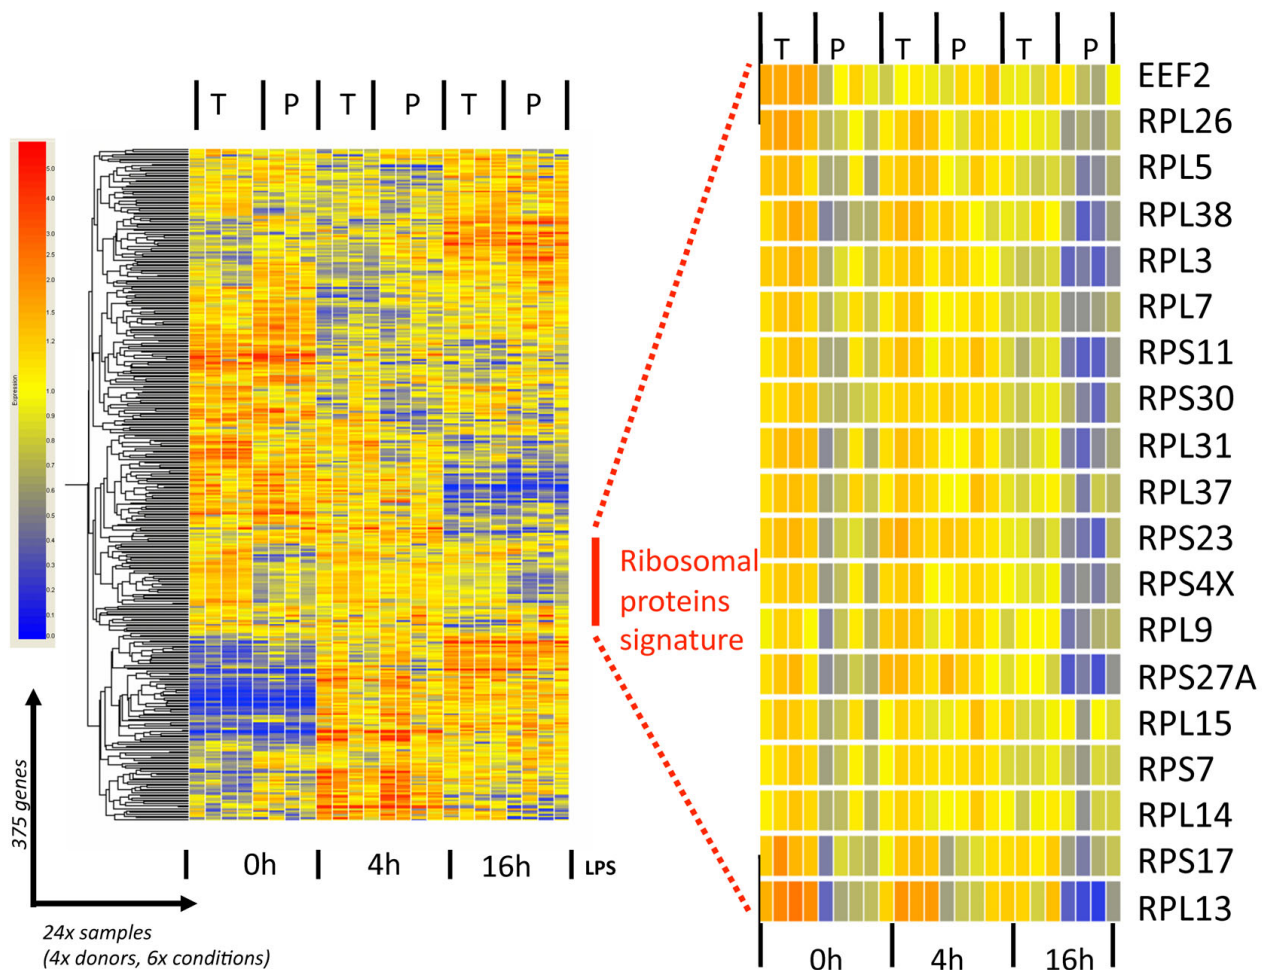 T P T P T P
T P T P T P
EEF2
RPL26
RPL5
RPL38
RPL3
RPL7
RPS11
RPS30
RPL31
RPL37
RPS23
RPS4X
RPL9
RPS27A
RPL15
RPS7
RPL14
RPS17
RPL13
5.0
4.0
3.0
2.5
2.0
1.5
1.2
1.0
0.9
0.8
0.7
0.6
0.5
0.4
0.3
0.2
0.1
0.0
Expression
Ribosomal
proteins
signature
375 genes
0h 4h 16h LPS
0h 4h 16h
24x samples
(4x donors, 6x conditions)